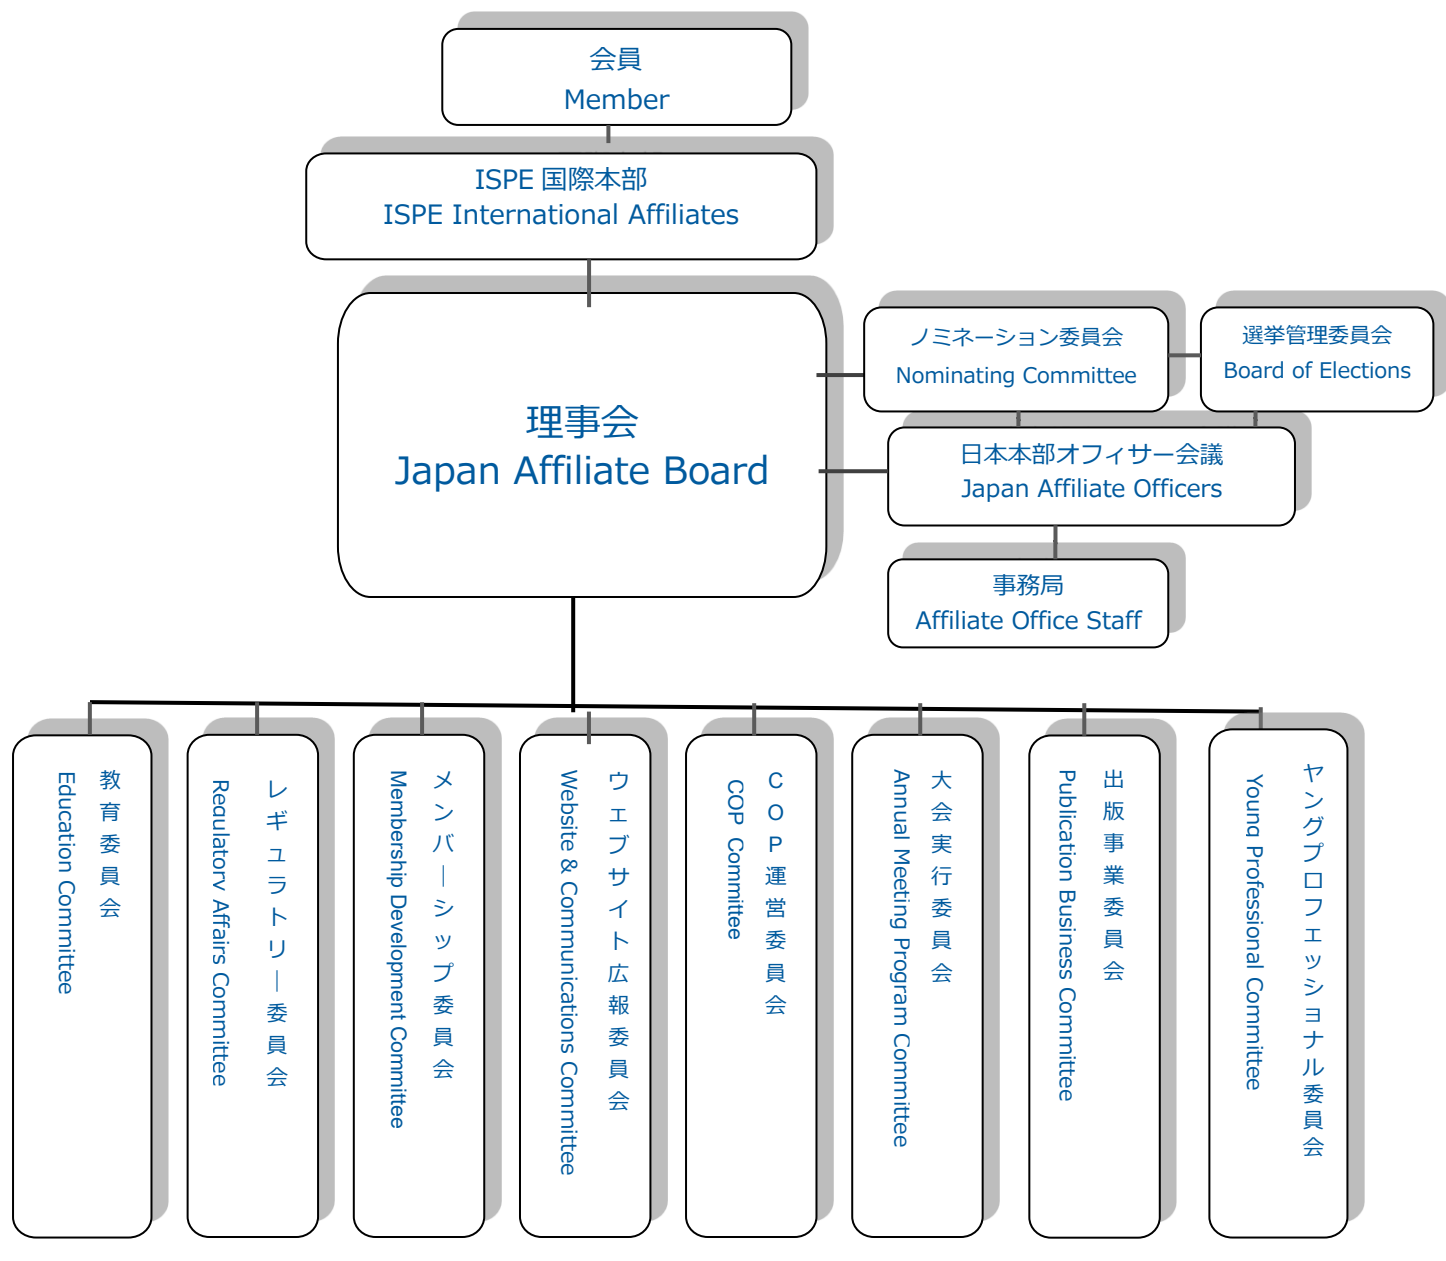 会員
Member
ISPE 国際本部
ISPE International Affiliates
理事会
Japan Affiliate Board
ノミネーション委員会
Nominating Committee
選挙管理委員会
Board of Elections
日本本部オフィサー会議
Japan Affiliate Officers
事務局
Affiliate Office Staff
教育委員会
Education Committee
レギュラトリー委員会
Regulatory Affairs Committee
メンバーシップ委員会
Membership Development Committee
ウェブサイト広報委員会
Website & Communications Committee
COP運営委員会
COP Committee
大会実行委員会
Annual Meeting Program Committee
出版事業委員会
Publication Business Committee
ヤングプロフェッショナル委員会
Young Professional Committee